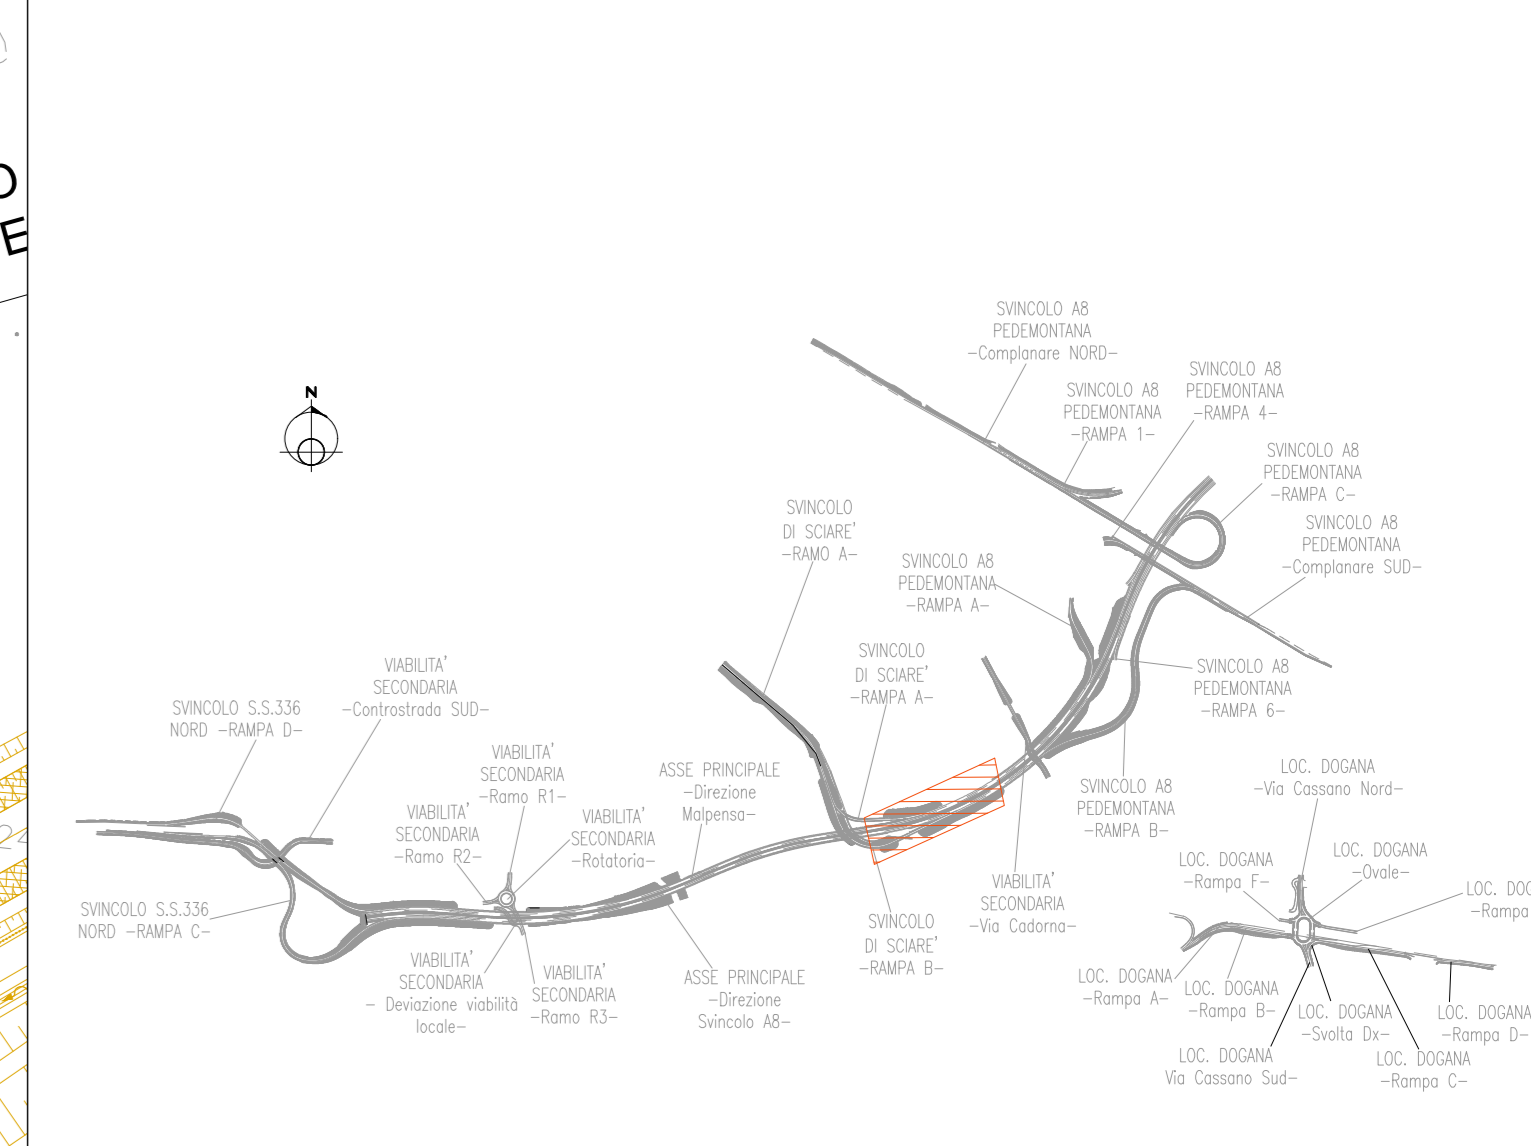 O
E
N
SVINCOLO A8
PEDEMONTANA
-Complanare NORD-
SVINCOLO A8
PEDEMONTANA
-RAMPA 4-
SVINCOLO A8
PEDEMONTANA
-RAMPA 1-
SVINCOLO A8
PEDEMONTANA
-RAMPA C-
SVINCOLO
DI SCIARE'
-RAMO A-
SVINCOLO A8
PEDEMONTANA
-Complanare SUD-
SVINCOLO A8
PEDEMONTANA
-RAMPA A-
SVINCOLO
DI SCIARE'
-RAMPA A-
VIABILITA'
SECONDARIA
-Controstrada SUD-
SVINCOLO A8
PEDEMONTANA
-RAMPA 6-
SVINCOLO S.S.336
NORD -RAMPA D-
VIABILITA'
SECONDARIA
-Ramo R1-
ASSE PRINCIPALE
-Direzione
Malpensa-
LOC. DOGANA
-Via Cassano Nord-
SVINCOLO A8
PEDEMONTANA
-RAMPA B-
VIABILITA'
SECONDARIA
-Ramo R2-
VIABILITA'
SECONDARIA
-Rotatoria-
LOC. DOGANA
-Ovale-
LOC. DOGANA
-Rampa F-
VIABILITA'
SECONDARIA
-Via Cadorna-
LOC. DOG
-Rampa
SVINCOLO S.S.336
NORD -RAMPA C-
SVINCOLO
DI SCIARE'
-RAMPA B-
VIABILITA'
SECONDARIA
- Deviazione viabilità
locale-
VIABILITA'
SECONDARIA
-Ramo R3-
ASSE PRINCIPALE
-Direzione
Svincolo A8-
LOC. DOGANA
-Rampa A-
LOC. DOGANA
-Rampa B-
LOC. DOGANA
-Svolta Dx-
LOC. DOGANA
-Rampa D-
LOC. DOGANA
Via Cassano Sud-
LOC. DOGANA
-Rampa C-